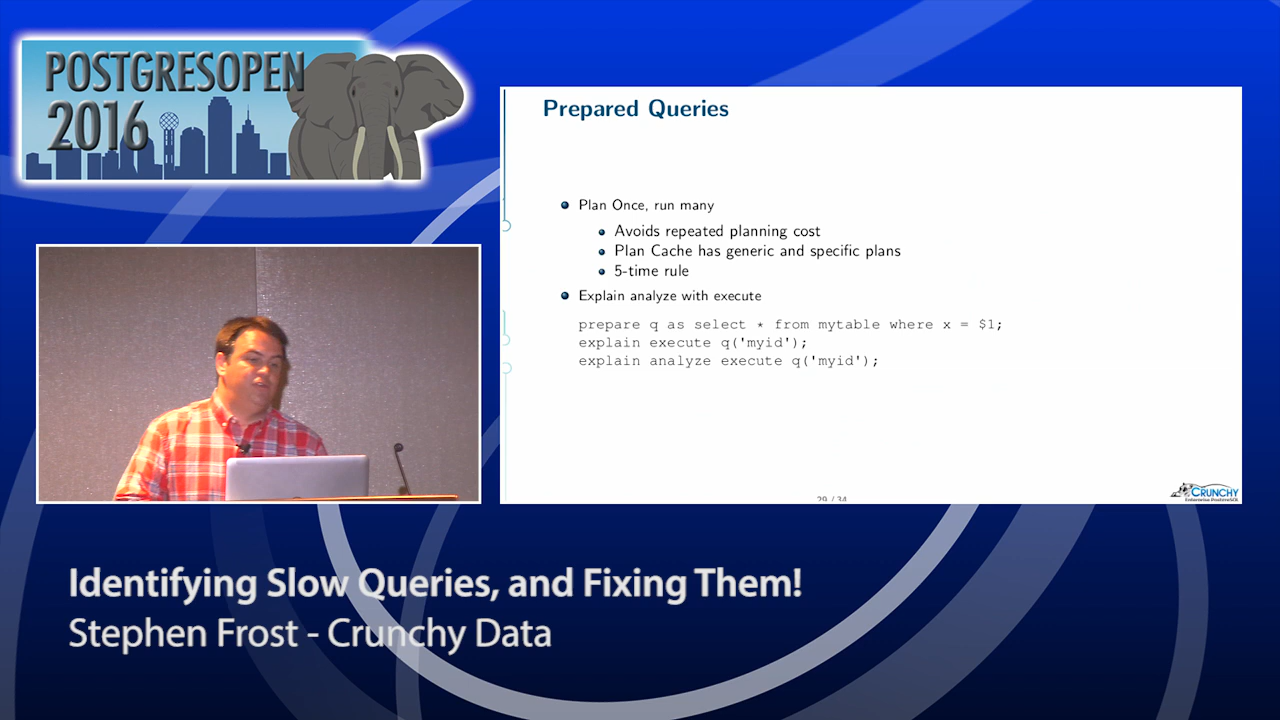 POSTGRESOPEN
2016
Prepared Queries
Plan Once, run many
Avoids repeated planning cost
Plan Cache has generic and specific plans
5-time rule
Explain analyze with execute
prepare q as select * from mytable where x = $1;
explain execute q('myid');
explain analyze execute q('myid');
29 / 34
CRUNCHY
Enterprise PostgreSQL
Identifying Slow Queries, and Fixing Them!
Stephen Frost - Crunchy Data